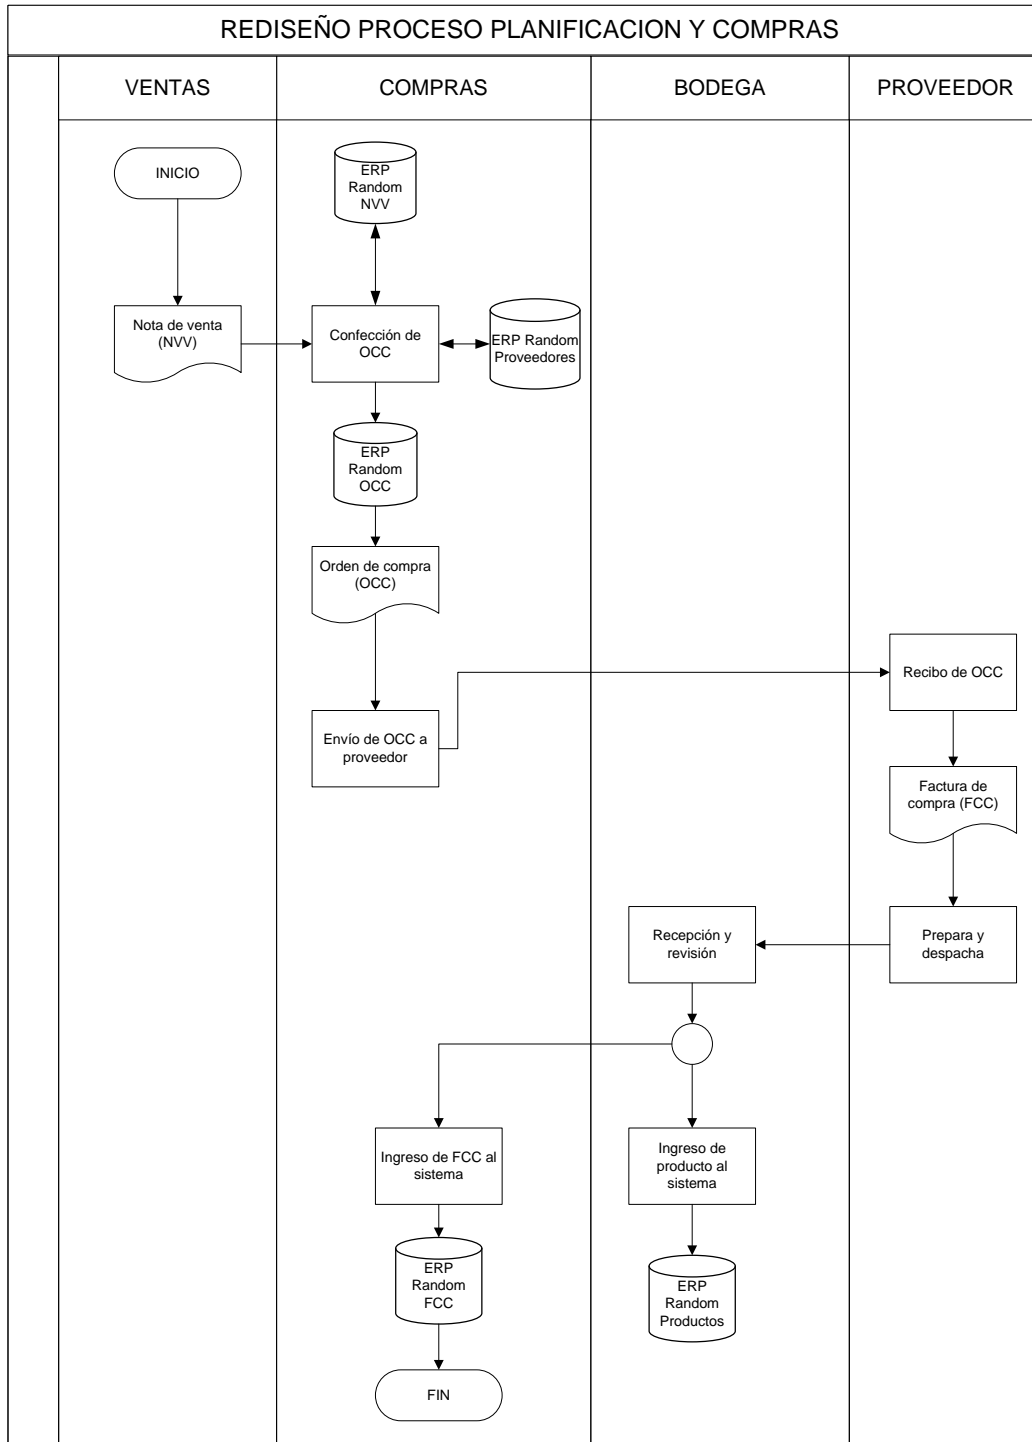 REDISEÑO PROCESO PLANIFICACION Y COMPRAS
VENTAS
COMPRAS
BODEGA
PROVEEDOR
INICIO
ERP
Random
NVV
Nota de venta
(NVV)
Confección de
OCC
ERP Random
Proveedores
ERP
Random
OCC
Orden de compra
(OCC)
Envío de OCC a
proveedor
Recibo de OCC
Factura de
compra (FCC)
Prepara y
despacha
Recepción y
revisión
Ingreso de FCC al
sistema
Ingreso de
producto al
sistema
ERP
Random
FCC
ERP
Random
Productos
FIN